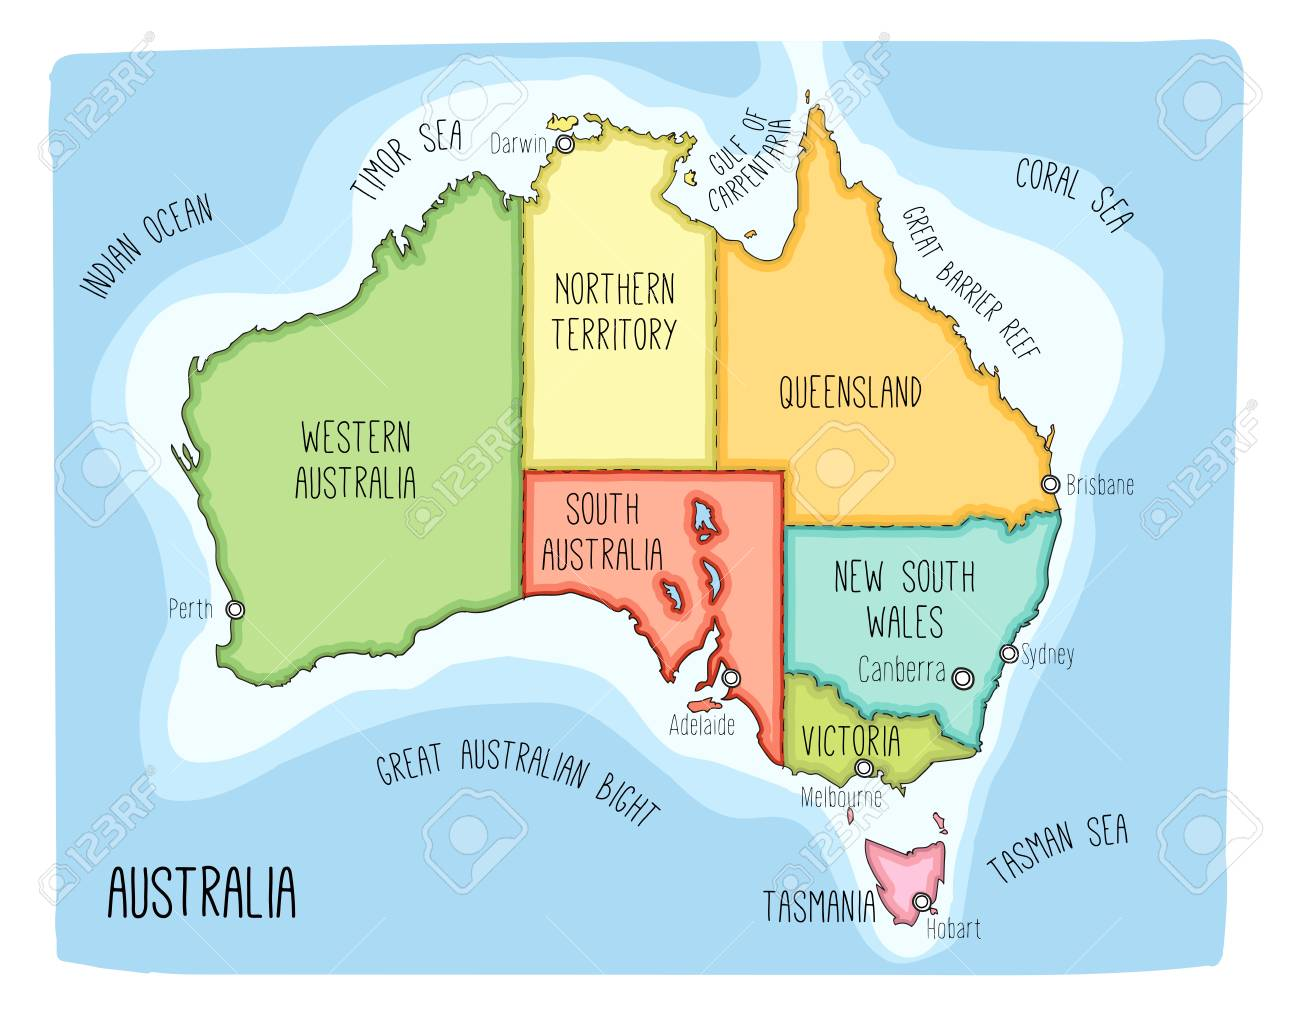 INDIAN OCEAN
TIMOR SEA
Darwin
GULF OF
CARPENTARIA
CORAL SEA
GREAT BARRIER REEF
NORTHERN
TERRITORY
QUEENSLAND
WESTERN
AUSTRALIA
SOUTH
AUSTRALIA
Brisbane
NEW SOUTH
WALES
Perth
Sydney
Canberra
Adelaide
VICTORIA
Melbourne
GREAT AUSTRALIAN BIGHT
TASMAN SEA
TASMANIA
Hobart
AUSTRALIA
123RF